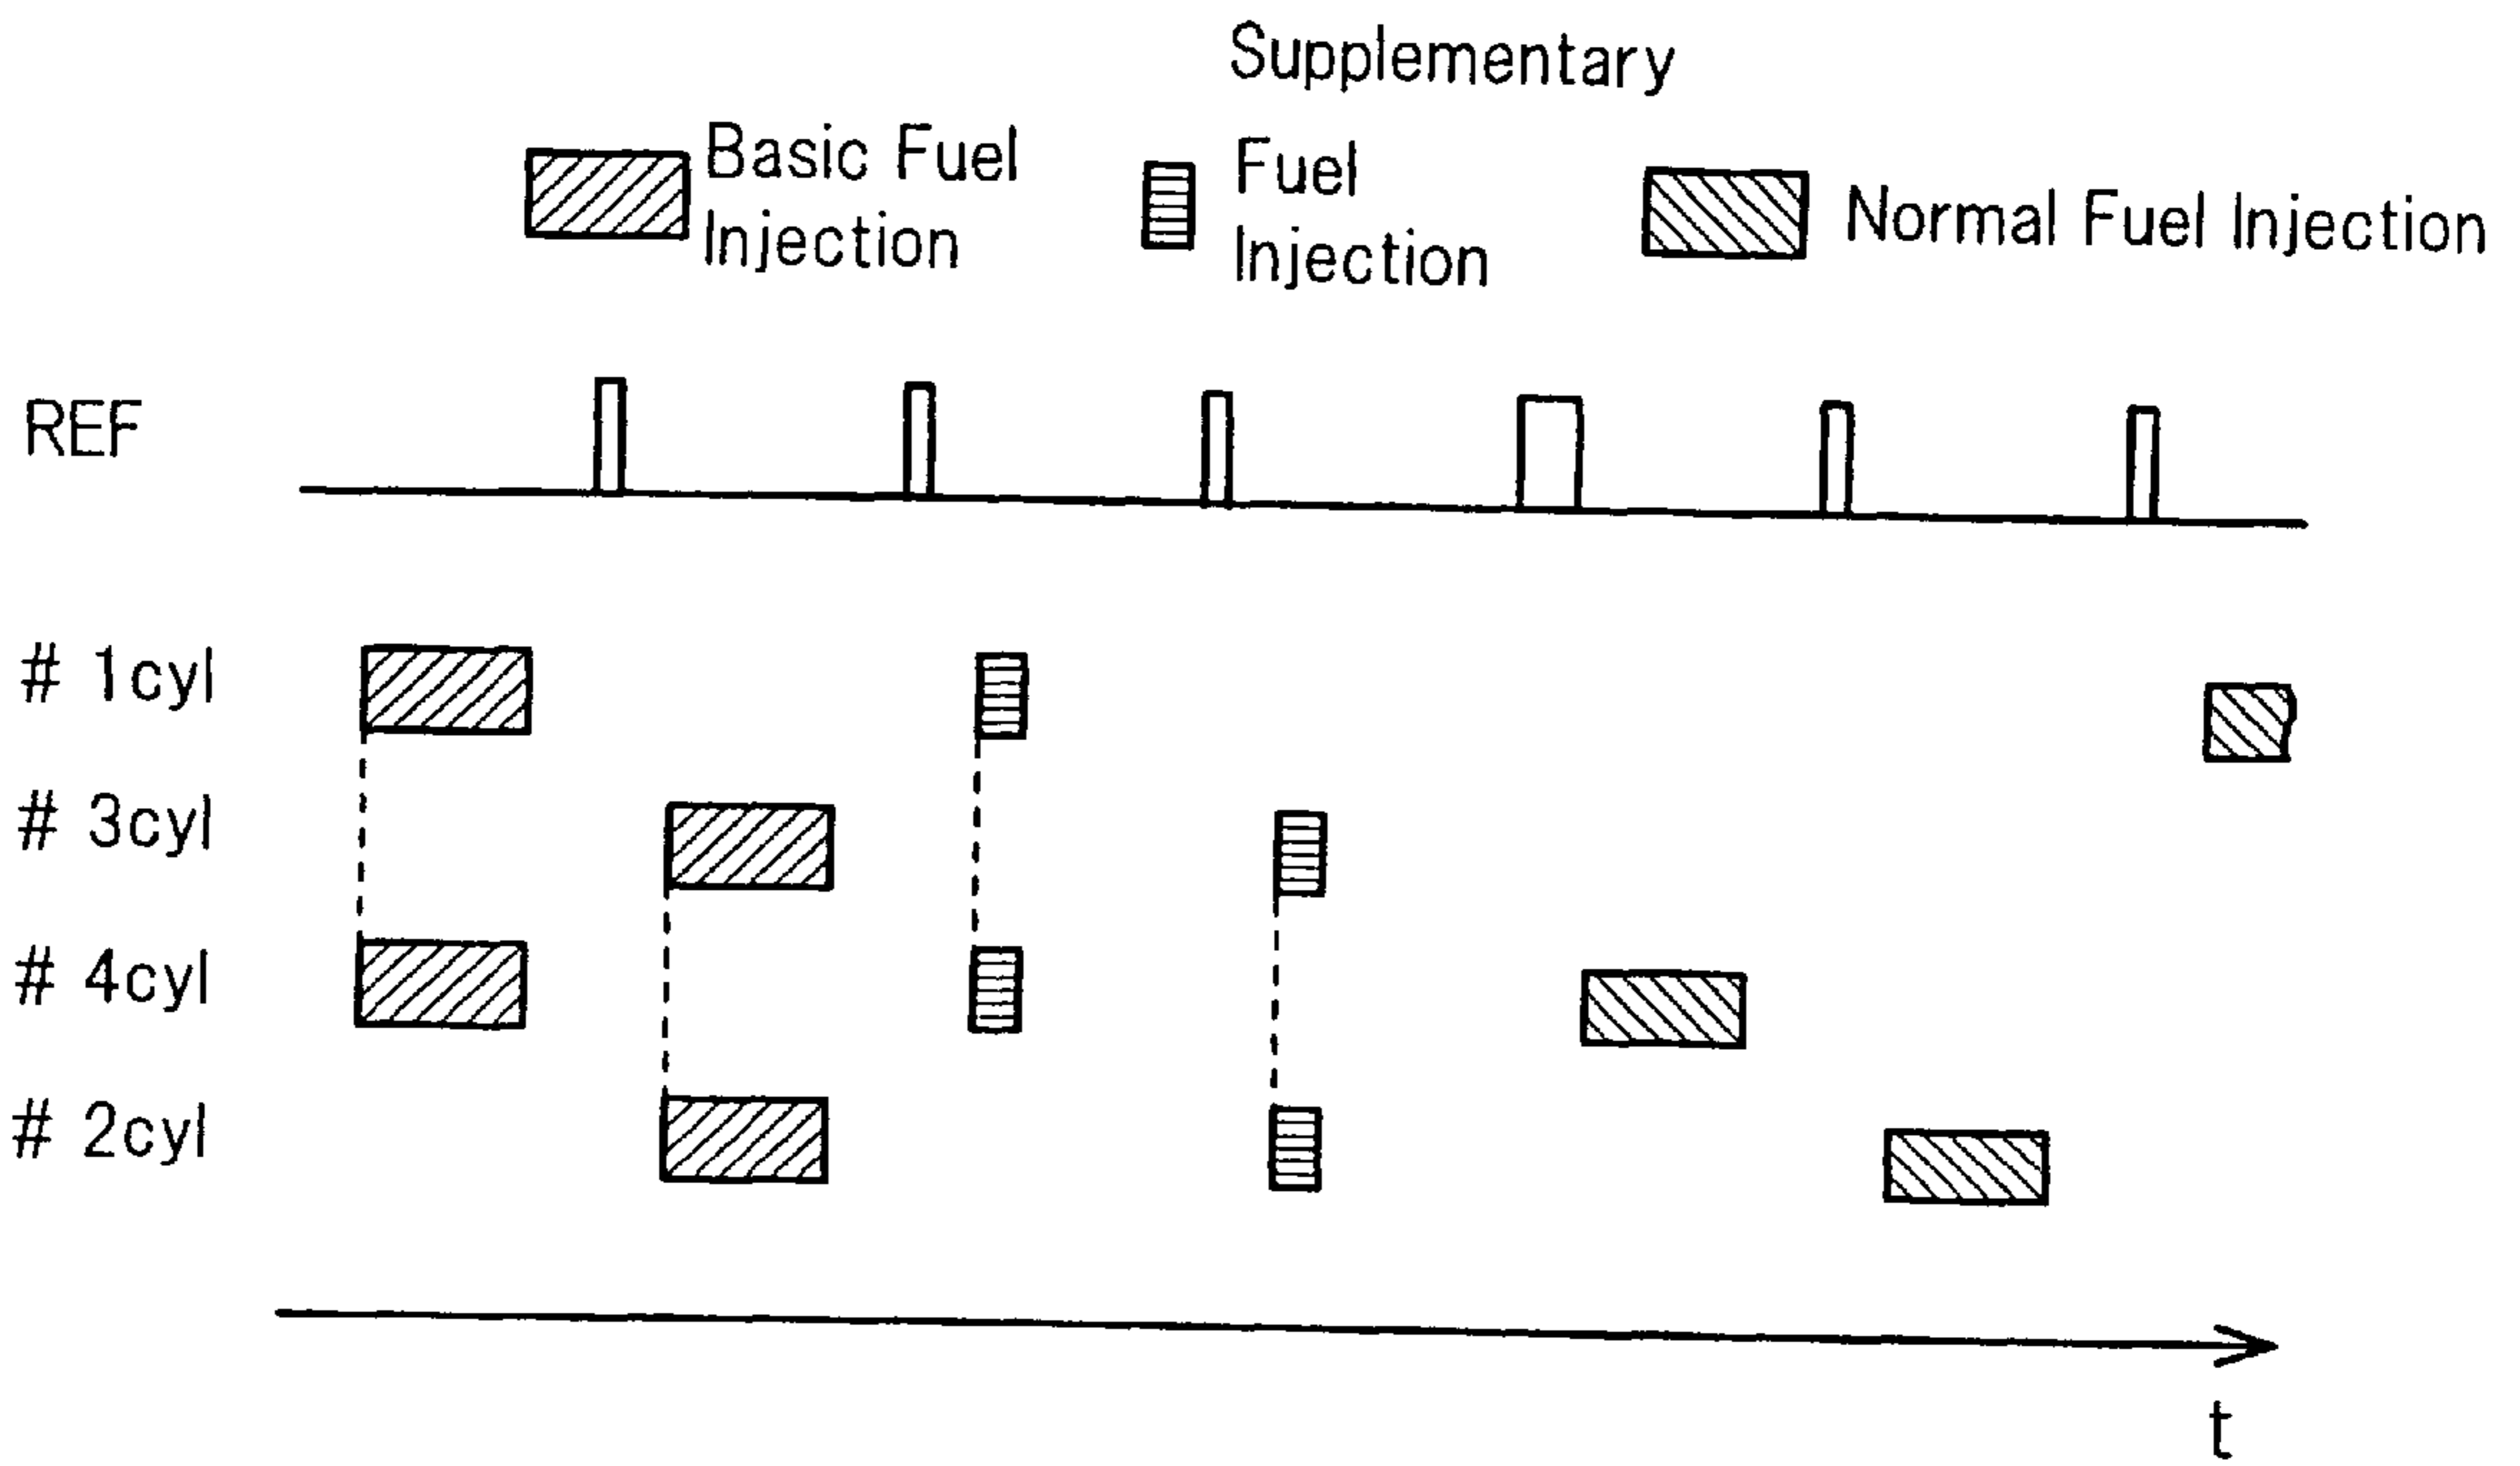 Supplementary
Basic Fuel
Injection
Fuel
Injection
Normal Fuel Injection
REF
# 1cyl
# 3cyl
# 4cyl
# 2cyl
t